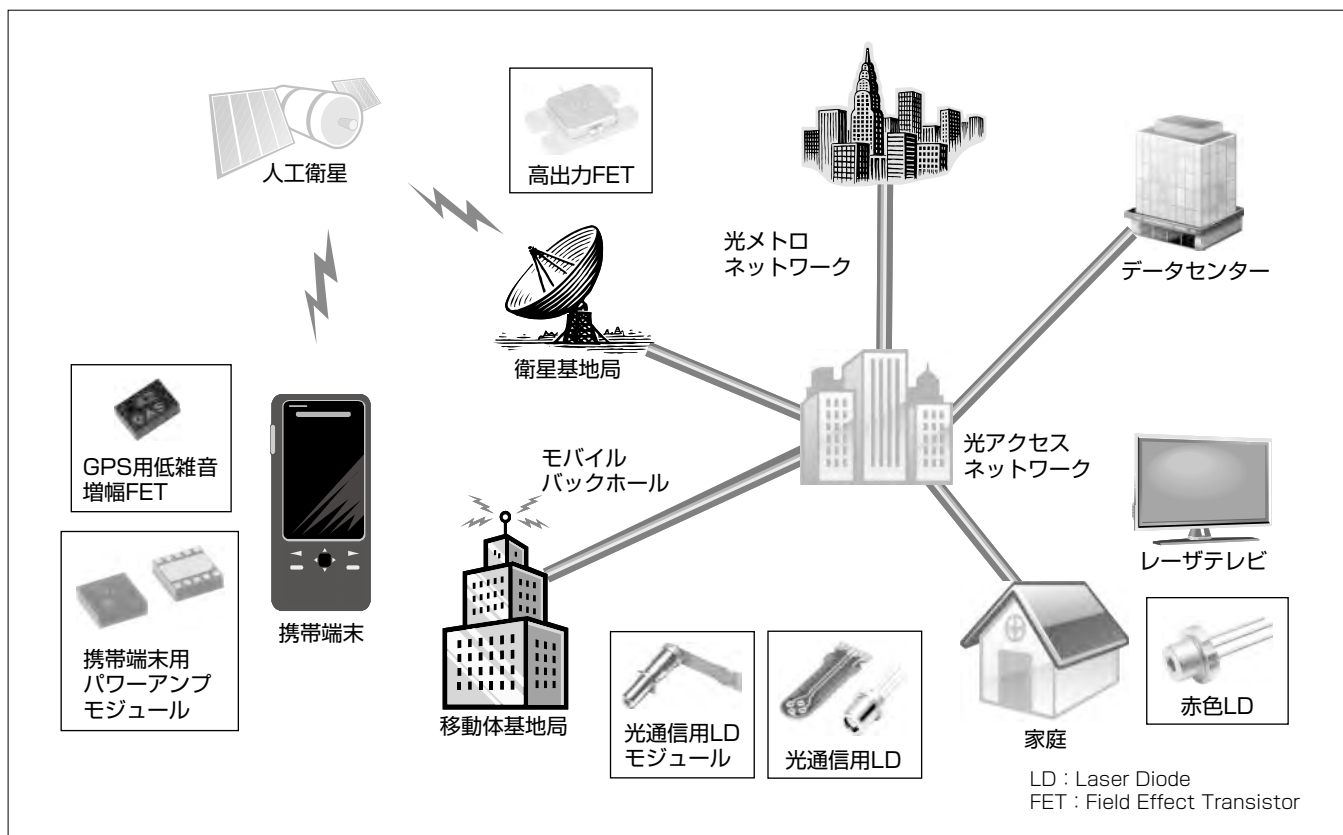 人工衛星
高出力FET
光メトロ
ネットワーク
データセンター
衛星基地局
GPS用低雑音
増幅FET
モバイル
バックホール
光アクセス
ネットワーク
レーザテレビ
携帯端末
携帯端末用
パワーアンプ
モジュール
移動体基地局
光通信用LD
モジュール
光通信用LD
家庭
赤色LD
LD：Laser Diode
FET：Field Effect Transistor